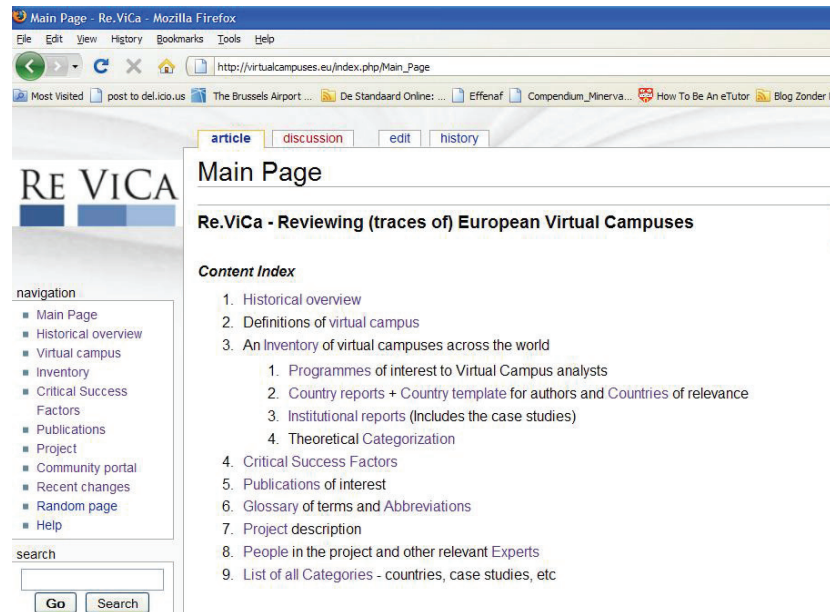 Main Page - Re.ViCa - Mozilla Firefox
File Edit View History Bookmarks Tools Help
http://virtualcampuses.eu/index.php/Main_Page
Most Visited post to del.icio.us The Brussels Airport ... De Standaard Online: ... Effenaf Compendium_Minerva... How To Be An eTutor Blog Zonder
article discussion edit history
RE VICA
Main Page
Re.ViCa - Reviewing (traces of) European Virtual Campuses
Content Index
1. Historical overview
2. Definitions of virtual campus
3. An Inventory of virtual campuses across the world
1. Programmes of interest to Virtual Campus analysts
2. Country reports + Country template for authors and Countries of relevance
3. Institutional reports (Includes the case studies)
4. Theoretical Categorization
4. Critical Success Factors
5. Publications of interest
6. Glossary of terms and Abbreviations
7. Project description
8. People in the project and other relevant Experts
9. List of all Categories - countries, case studies, etc
navigation
Main Page
Historical overview
Virtual campus
Inventory
Critical Success
Factors
Publications
Project
Community portal
Recent changes
Random page
Help
search
Go Search